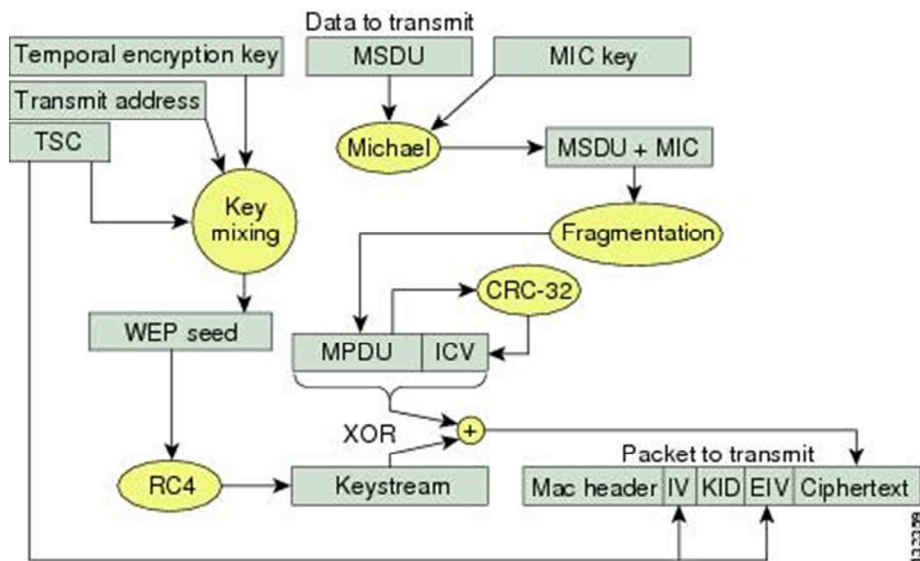 Data to transmit
Temporal encryption key
MSDU
MIC key
Transmit address
TSC
Michael
MSDU + MIC
Key
mixing
Fragmentation
CRC-32
WEP seed
MPDU
ICV
XOR
+
Packet to transmit
RC4
Keystream
Mac header
IV
KID
EIV
Ciphertext